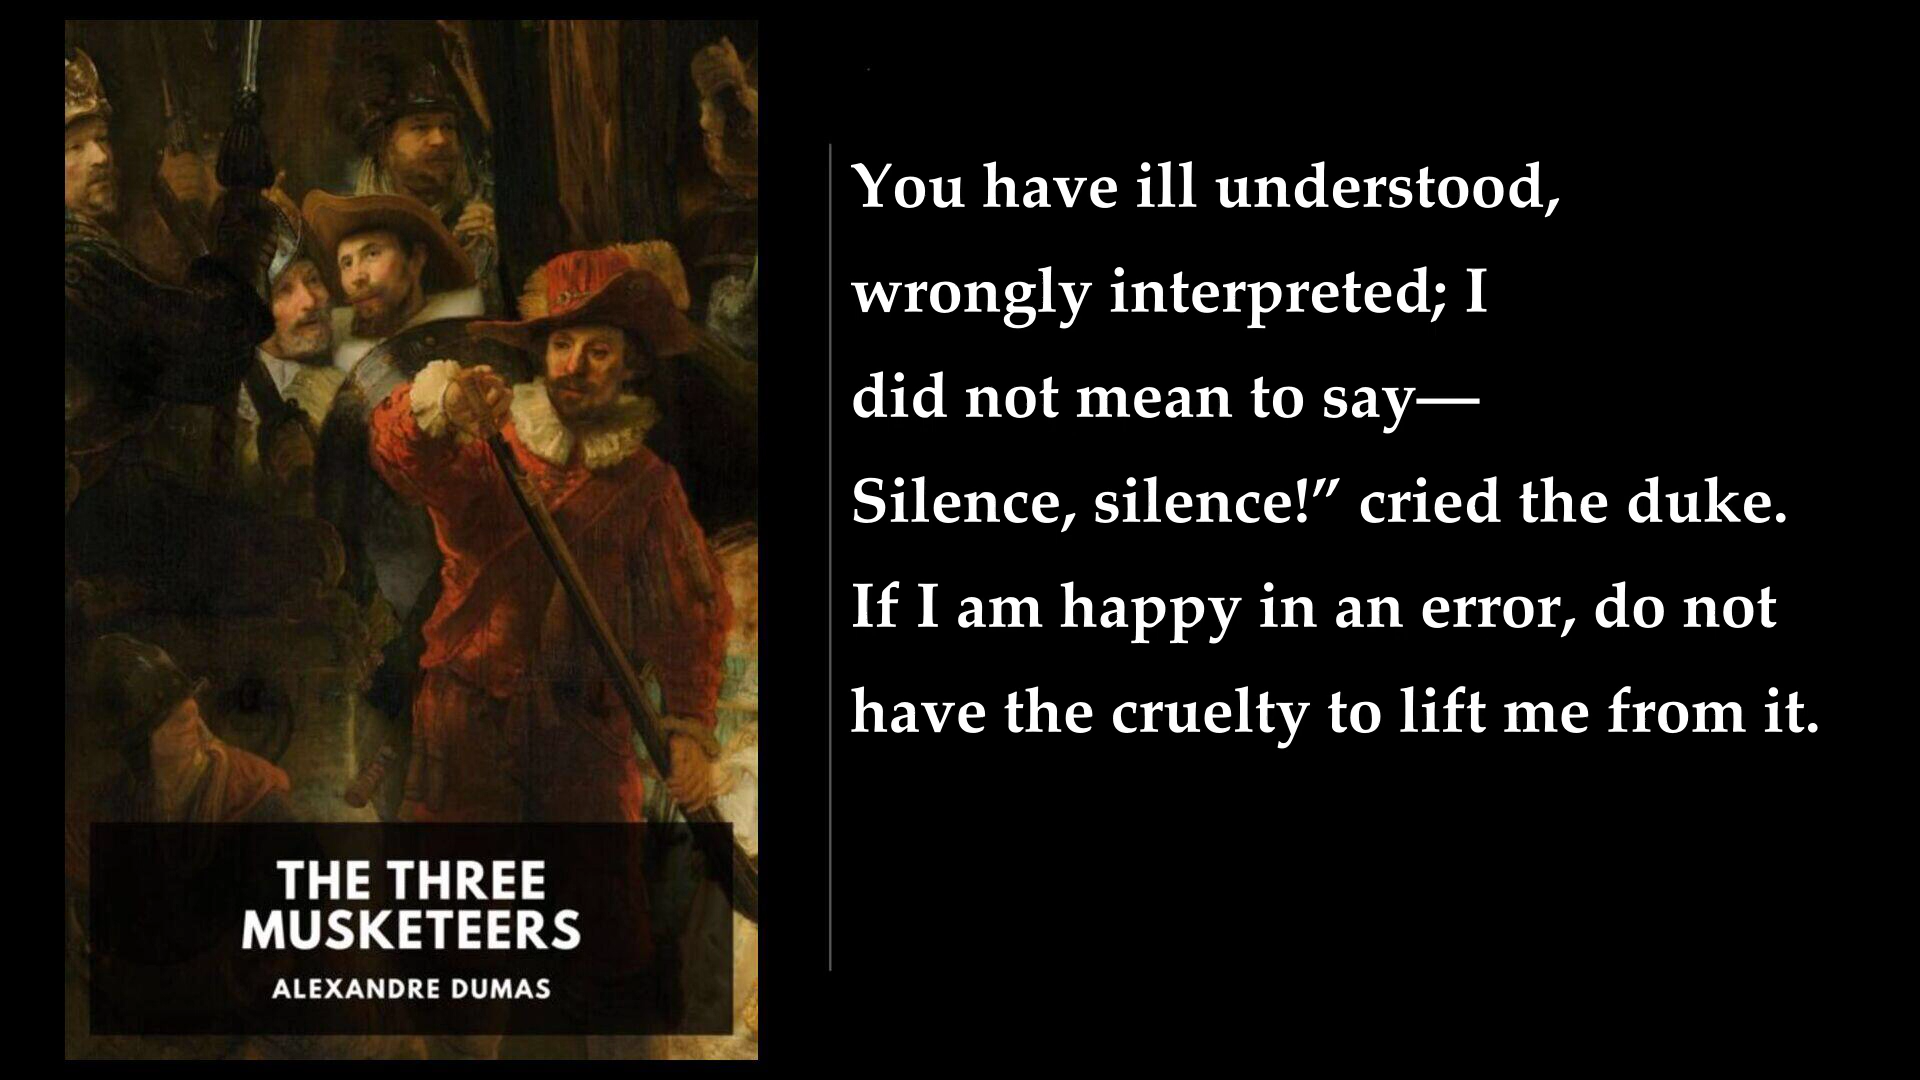 THE THREE
MUSKETEERS
ALEXANDRE DUMAS
You have ill understood,
wrongly interpreted; I
did not mean to say—
Silence, silence!” cried the duke.
If I am happy in an error, do not
have the cruelty to lift me from it.